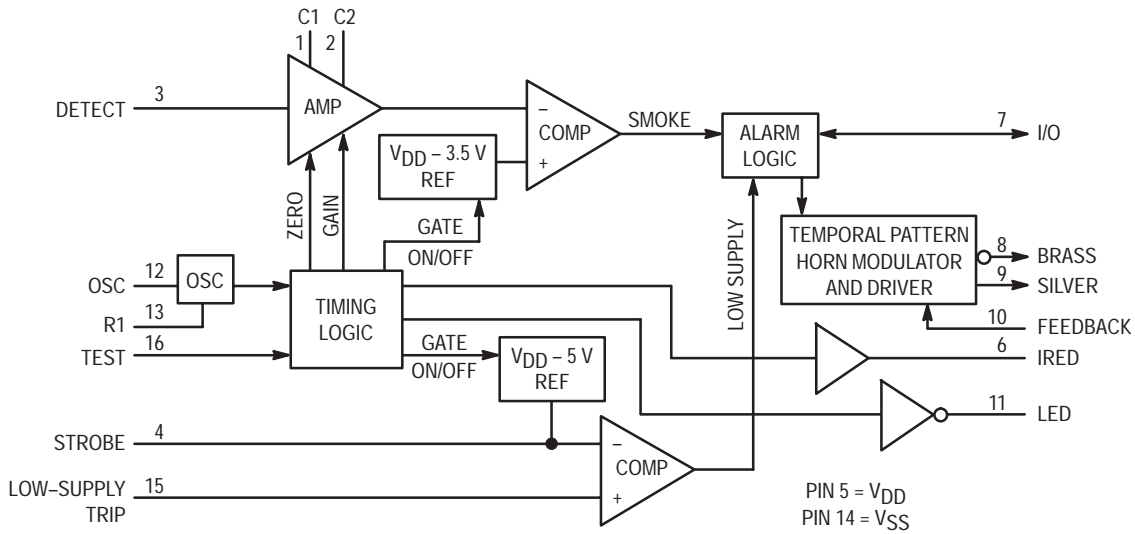 C1 C2
1 2
DETECT 3
AMP
–
COMP
+
SMOKE
ALARM
LOGIC
7 I/O
VDD – 3.5 V
REF
ZERO
GAIN
GATE
ON/OFF
LOW SUPPLY
TEMPORAL PATTERN
HORN MODULATOR
AND DRIVER
8 BRASS
9 SILVER
10 FEEDBACK
OSC 12
OSC
R1 13
TEST 16
TIMING
LOGIC
GATE
ON/OFF
VDD – 5 V
REF
6 IRED
11 LED
STROBE 4
–
COMP
+
LOW–SUPPLY
TRIP
15
PIN 5 = VDD
PIN 14 = VSS